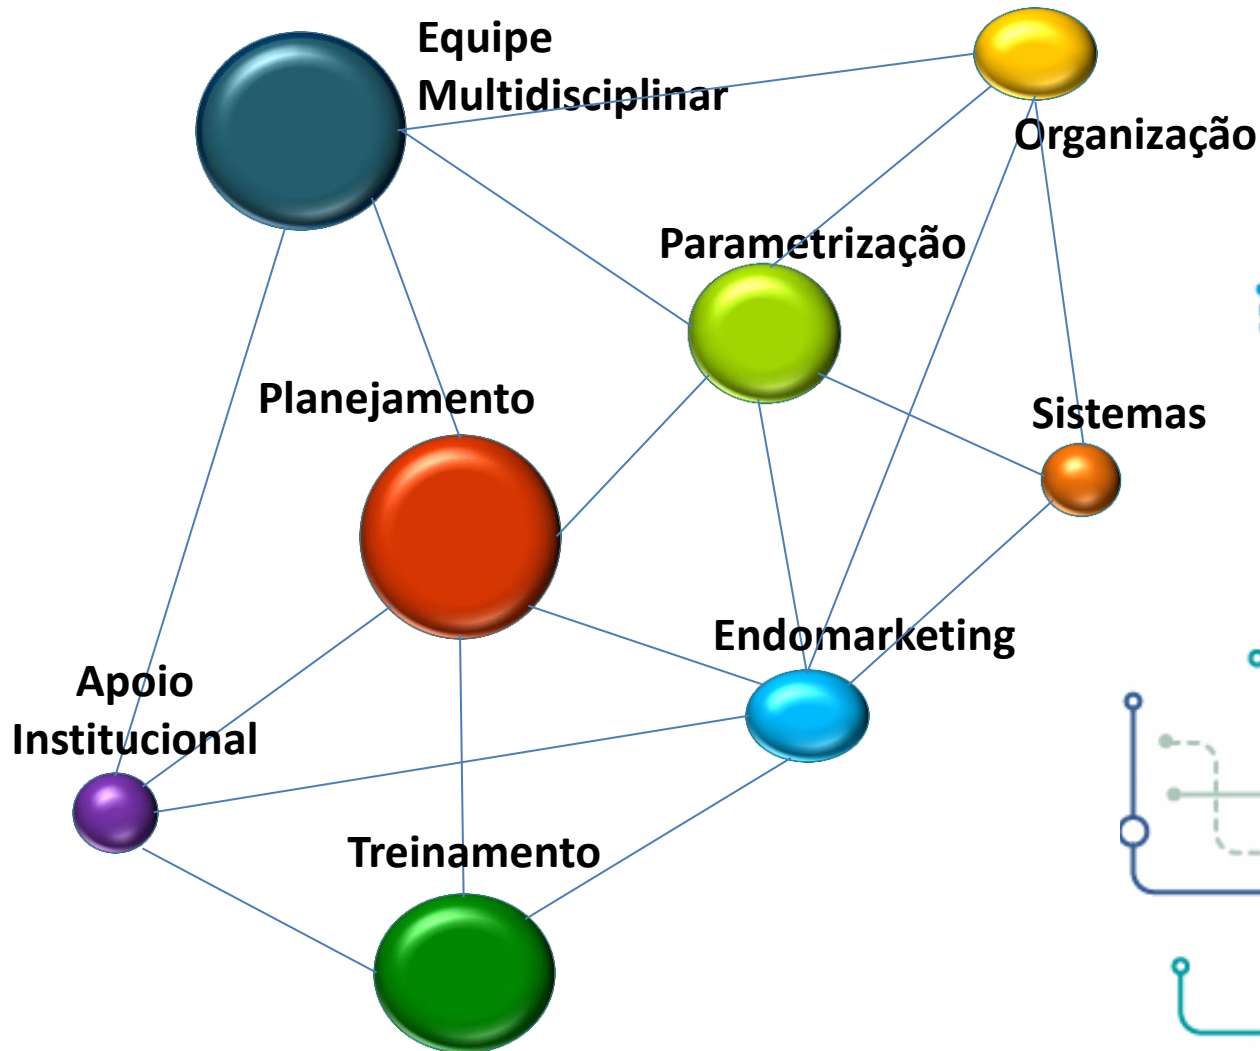 Equipe
Multidisciplinar
Organização
Parametrização
Planejamento
Sistemas
Endomarketing
Apoio
Institucional
Treinamento